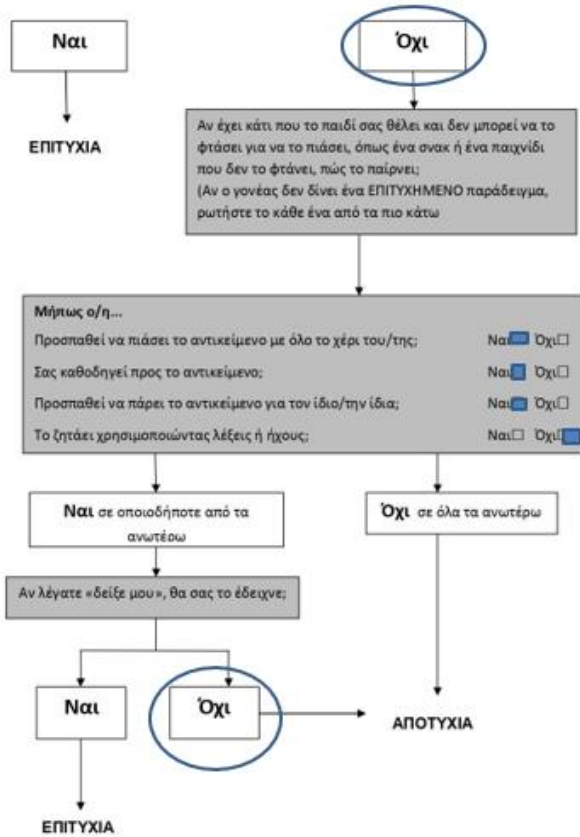 Ναι
Όχι
ΕΠΙΤΥΧΙΑ
Αν έχει κάτι που το παιδί σας θέλει και δεν μπορεί να το
φτάσει για να το πιάσει, όπως ένα σνακ ή ένα παιχνίδι
που δεν το φτάνει, πώς το παίρνει;
(Αν ο γονέας δεν δίνει ένα ΕΠΙΤΥΧΗΜΕΝΟ παράδειγμα,
ρωτήστε το κάθε ένα από τα πιο κάτω
Μήπως ο/η...
Προσπαθεί να πιάσει το αντικείμενο με όλο το χέρι του/της; Ναι Όχι☐
Σας καθοδηγεί προς το αντικείμενο; Ναι Όχι☐
Προσπαθεί να πάρει το αντικείμενο για τον ίδιο/την ίδια; Ναι Όχι☐
Το ζητάει χρησιμοποιώντας λέξεις ή ήχους; Ναι☐ Όχι
Ναι σε οποιοδήποτε από τα
ανωτέρω
Όχι σε όλα τα ανωτέρω
Αν λέγατε «δείξε μου», θα σας το έδειχνε;
Ναι
Όχι
ΑΠΟΤΥΧΙΑ
ΕΠΙΤΥΧΙΑ